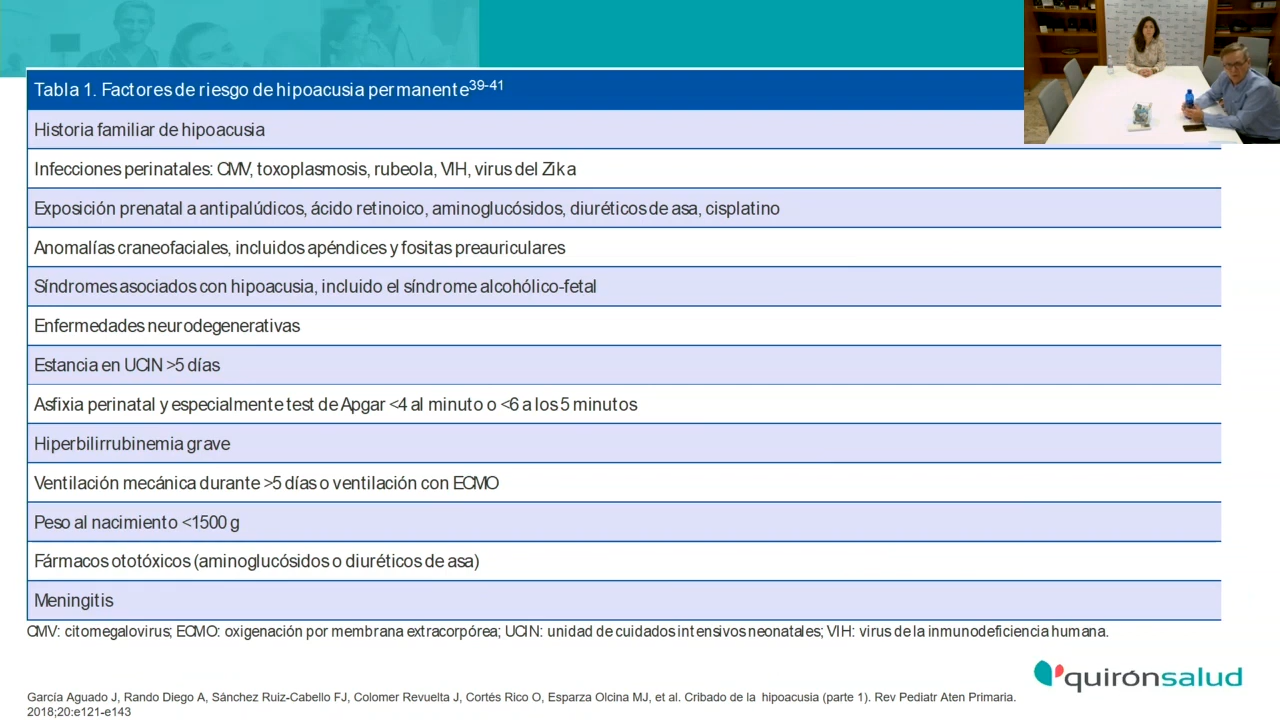 Tabla 1. Factores de riesgo de hipoacusia permanente39-41
Historia familiar de hipoacusia
Infecciones perinatales: CMV, toxoplasmosis, rubeola, VIH, virus del Zika
Exposición prenatal a antipalúdicos, ácido retinoico, aminoglucósidos, diuréticos de asa, cisplatino
Anomalías craneofaciales, incluidos apéndices y fositas preauriculares
Síndromes asociados con hipoacusia, incluido el síndrome alcohólico-fetal
Enfermedades neurodegenerativas
Estancia en UCIN >5 días
Asfixia perinatal y especialmente test de Apgar <4 al minuto o <6 a los 5 minutos
Hiperbilirrubinemia grave
Ventilación mecánica durante >5 días o ventilación con ECMO
Peso al nacimiento <1500 g
Fármacos ototóxicos (aminoglucósidos o diuréticos de asa)
Meningitis
CMV: citomegalovirus; ECMO: oxigenación por membrana extracorpórea; UCIN: unidad de cuidados intensivos neonatales; VIH: virus de la inmunodeficiencia humana.
quirónsalud
García Aguado J, Rando Diego A, Sánchez Ruiz-Cabello FJ, Colomer Revuelta J, Cortés Rico O, Esparza Olcina MJ, et al. Cribado de la hipoacusia (parte 1). Rev Pediatr Aten Primaria.
2018;20:e121-e143